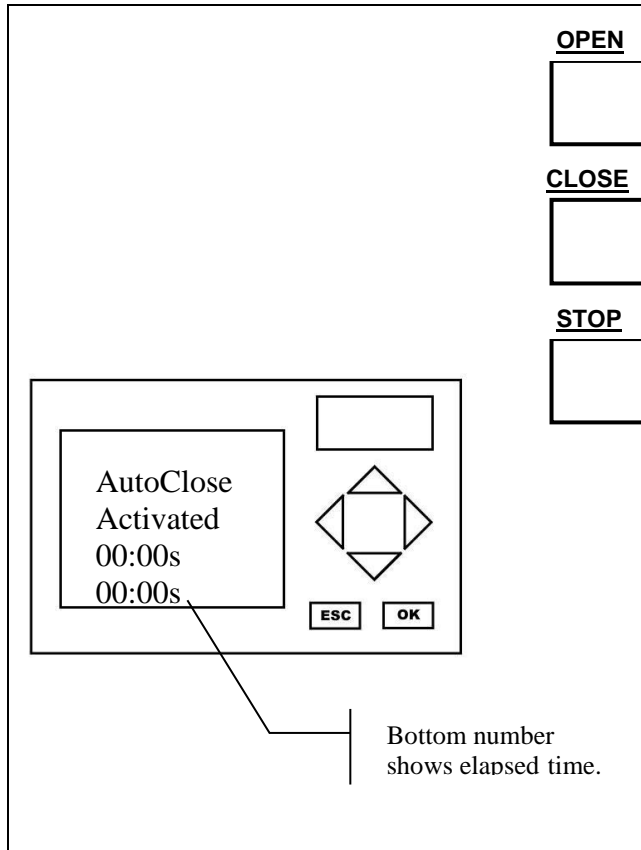 OPEN
CLOSE
STOP
AutoClose
Activated
00:00s
00:00s
ESC OK
Bottom number
shows elapsed time.